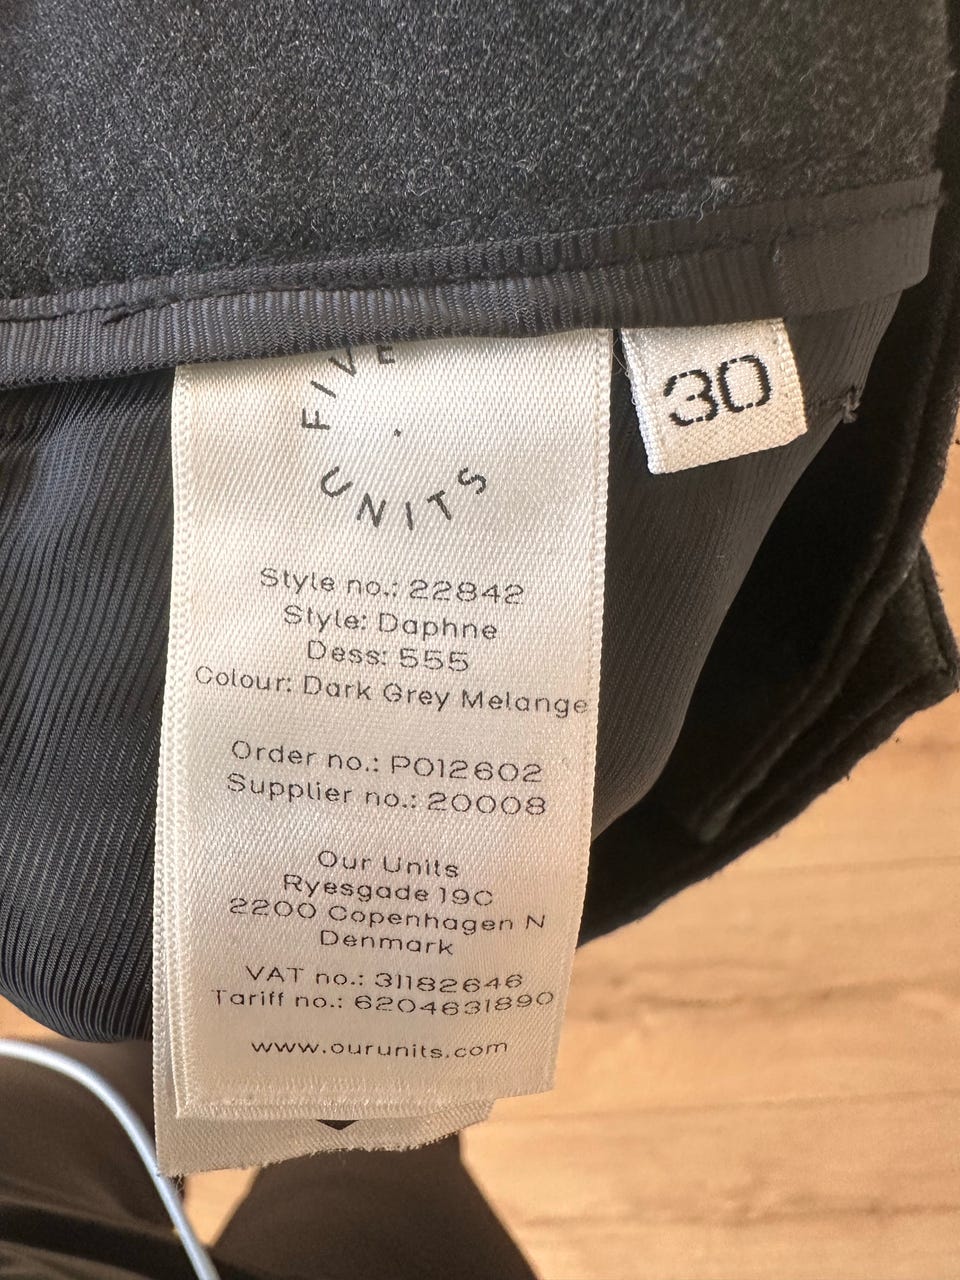 FIVE
UNITS
30
Style no.: 22842
Style: Daphne
Dess: 555
Colour: Dark Grey Melange
Order no.: PO12602
Supplier no.: 20008
Our Units
Ryesgade 19C
2200 Copenhagen N
Denmark
VAT no.: 31182646
Tariff no.: 6204631890
www.ourunits.com